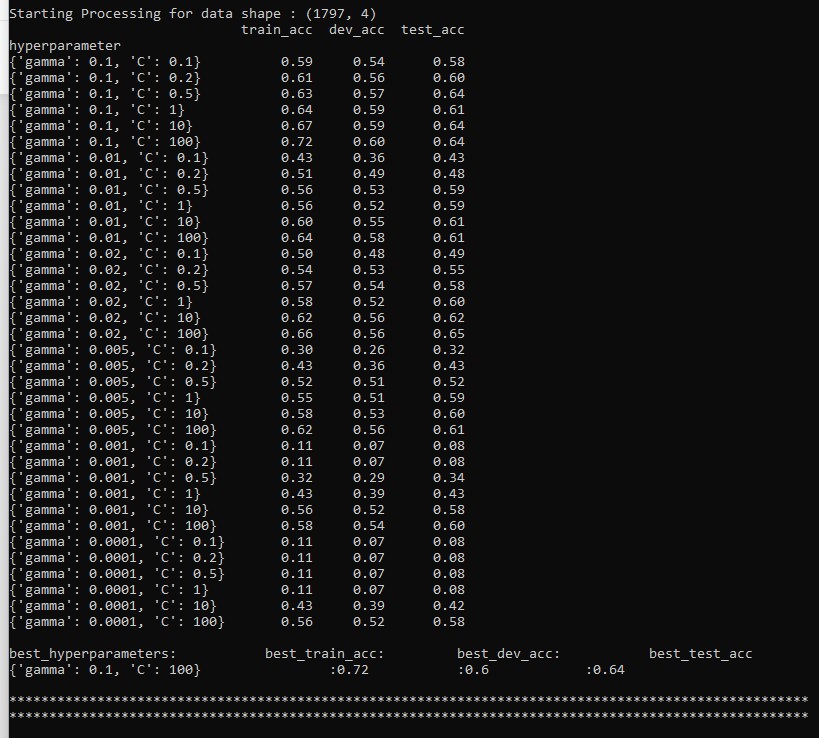 Starting Processing for data shape : (1797, 4)
train_acc dev_acc test_acc
hyperparameter
{'gamma': 0.1, 'C': 0.1} 0.59 0.54 0.58
{'gamma': 0.1, 'C': 0.2} 0.61 0.56 0.60
{'gamma': 0.1, 'C': 0.5} 0.63 0.57 0.64
{'gamma': 0.1, 'C': 1} 0.64 0.59 0.61
{'gamma': 0.1, 'C': 10} 0.67 0.59 0.64
{'gamma': 0.1, 'C': 100} 0.72 0.60 0.64
{'gamma': 0.01, 'C': 0.1} 0.43 0.36 0.43
{'gamma': 0.01, 'C': 0.2} 0.51 0.49 0.48
{'gamma': 0.01, 'C': 0.5} 0.56 0.53 0.59
{'gamma': 0.01, 'C': 1} 0.56 0.52 0.59
{'gamma': 0.01, 'C': 10} 0.60 0.55 0.61
{'gamma': 0.01, 'C': 100} 0.64 0.58 0.61
{'gamma': 0.02, 'C': 0.1} 0.50 0.48 0.49
{'gamma': 0.02, 'C': 0.2} 0.54 0.53 0.55
{'gamma': 0.02, 'C': 0.5} 0.57 0.54 0.58
{'gamma': 0.02, 'C': 1} 0.58 0.52 0.60
{'gamma': 0.02, 'C': 10} 0.62 0.56 0.62
{'gamma': 0.02, 'C': 100} 0.66 0.56 0.65
{'gamma': 0.005, 'C': 0.1} 0.30 0.26 0.32
{'gamma': 0.005, 'C': 0.2} 0.43 0.36 0.43
{'gamma': 0.005, 'C': 0.5} 0.52 0.51 0.52
{'gamma': 0.005, 'C': 1} 0.55 0.51 0.59
{'gamma': 0.005, 'C': 10} 0.58 0.53 0.60
{'gamma': 0.005, 'C': 100} 0.62 0.56 0.61
{'gamma': 0.001, 'C': 0.1} 0.11 0.07 0.08
{'gamma': 0.001, 'C': 0.2} 0.11 0.07 0.08
{'gamma': 0.001, 'C': 0.5} 0.32 0.29 0.34
{'gamma': 0.001, 'C': 1} 0.43 0.39 0.43
{'gamma': 0.001, 'C': 10} 0.56 0.52 0.58
{'gamma': 0.001, 'C': 100} 0.58 0.54 0.60
{'gamma': 0.0001, 'C': 0.1} 0.11 0.07 0.08
{'gamma': 0.0001, 'C': 0.2} 0.11 0.07 0.08
{'gamma': 0.0001, 'C': 0.5} 0.11 0.07 0.08
{'gamma': 0.0001, 'C': 1} 0.11 0.07 0.08
{'gamma': 0.0001, 'C': 10} 0.43 0.39 0.42
{'gamma': 0.0001, 'C': 100} 0.56 0.52 0.58
best_hyperparameters: best_train_acc: best_dev_acc: best_test_acc
{'gamma': 0.1, 'C': 100} :0.72 :0.6 :0.64
****************************************************************************************************
****************************************************************************************************